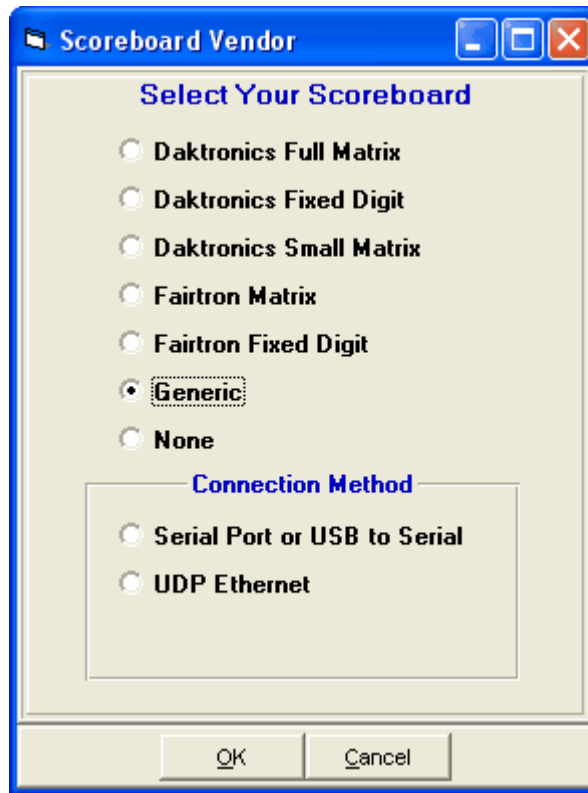 Scoreboard Vendor
Select Your Scoreboard
Daktronics Full Matrix
Daktronics Fixed Digit
Daktronics Small Matrix
Fairtron Matrix
Fairtron Fixed Digit
Generic
None
Connection Method
Serial Port or USB to Serial
UDP Ethernet
OK Cancel